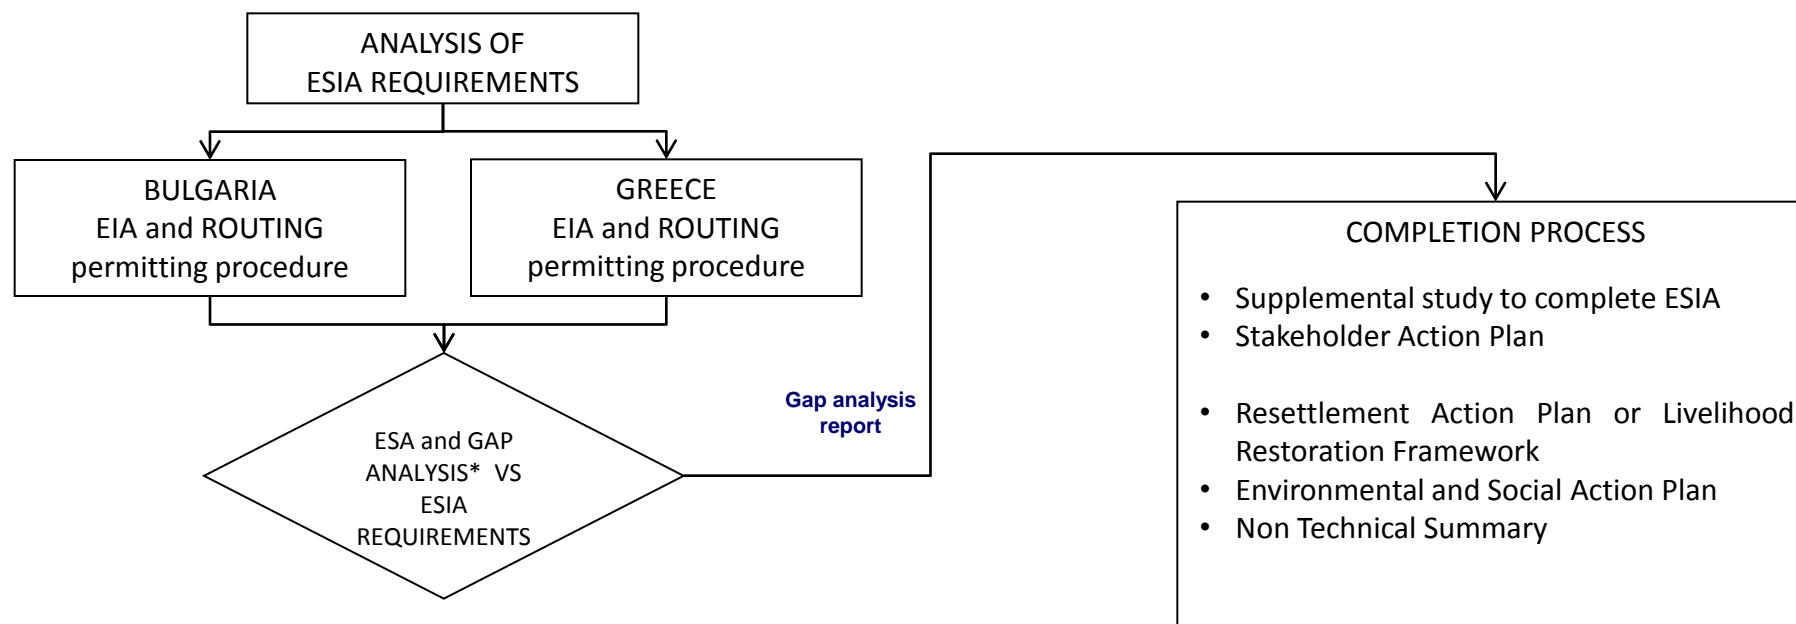 ANALYSIS OF
ESIA REQUIREMENTS
BULGARIA
EIA and ROUTING
permitting procedure
GREECE
EIA and ROUTING
permitting procedure
ESA and GAP
ANALYSIS* VS
ESIA
REQUIREMENTS
Gap analysis
report
COMPLETION PROCESS
• Supplemental study to complete ESIA
• Stakeholder Action Plan
• Resettlement Action Plan or Livelihood
Restoration Framework
• Environmental and Social Action Plan
• Non Technical Summary